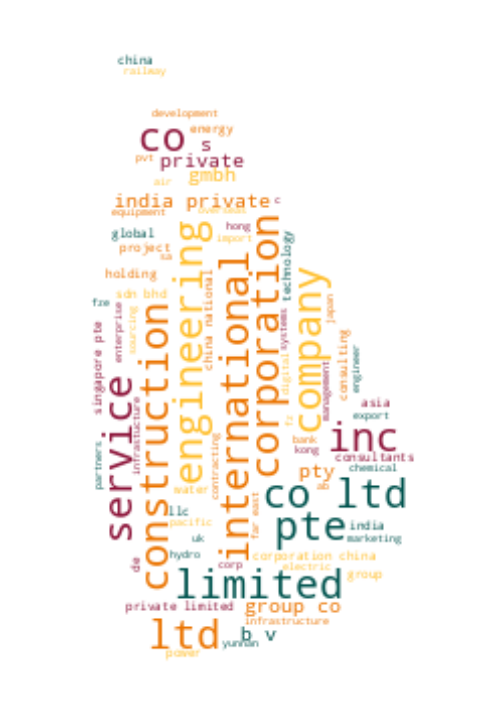 china
railway
development
energy
co s
pvt private
air gmbh
india private c
equipment overseas
global hong
import
project
sa
technology
holding
engineering
corporation
international
china national
sdn bhd
fze
company
japan
construction
sourcing
enterprise
systems
singapore pte
digital
management
consulting
engineer
service
infrastructure
asia
export
fr
inc
bank
kong
consultants
contracting
partners
pty
chemical
ab
water
co ltd
far east
llc
pacific
pte
india
uk
marketing
hydro
corporation china
de
corp
electric
group
limited
private limited
group co
infrastructure
ltd
b v
yunnan
power